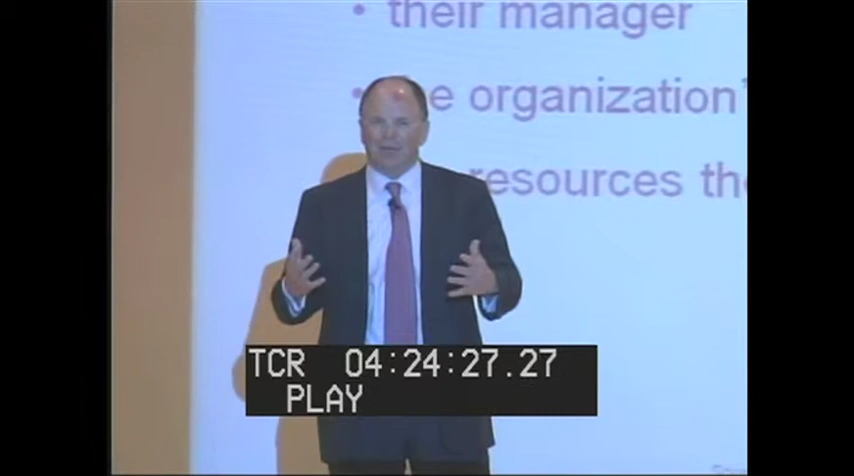 • their manager
• organization'
resources
TCR 04:24:27.27
PLAY